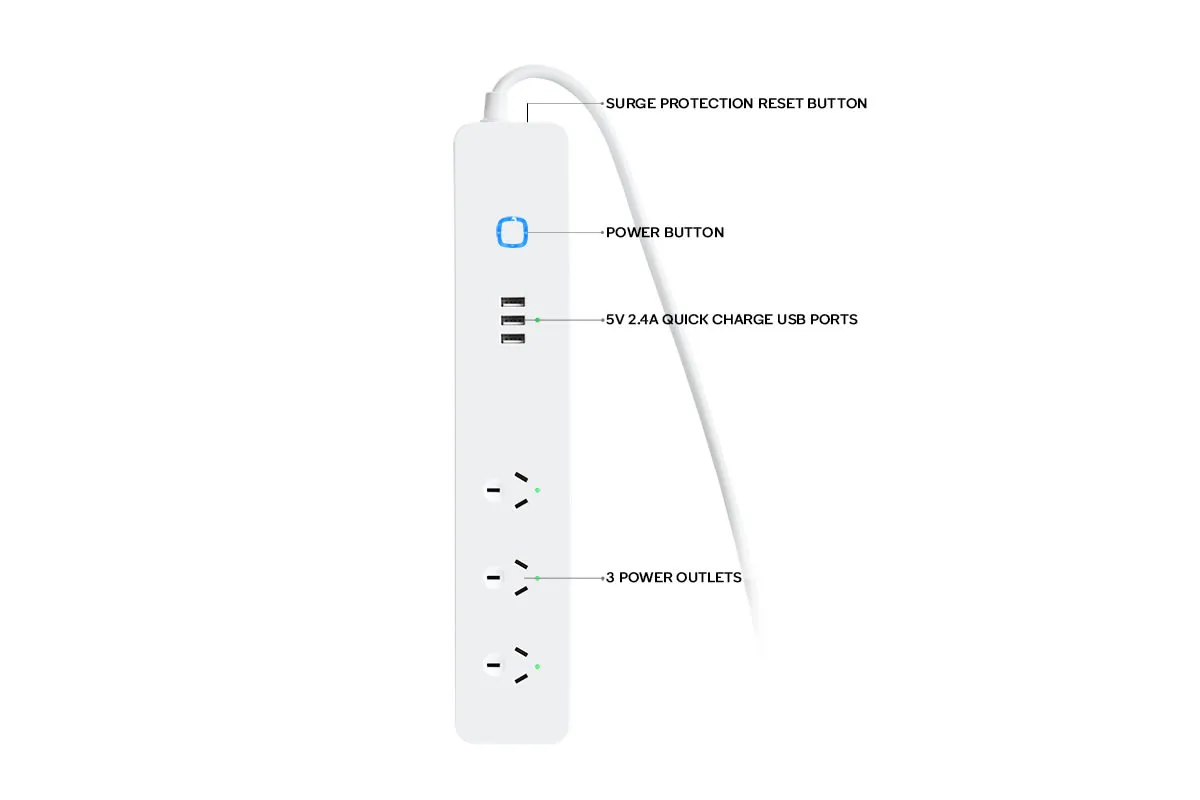 SURGE PROTECTION RESET BUTTON
POWER BUTTON
5V 2.4A QUICK CHARGE USB PORTS
3 POWER OUTLETS